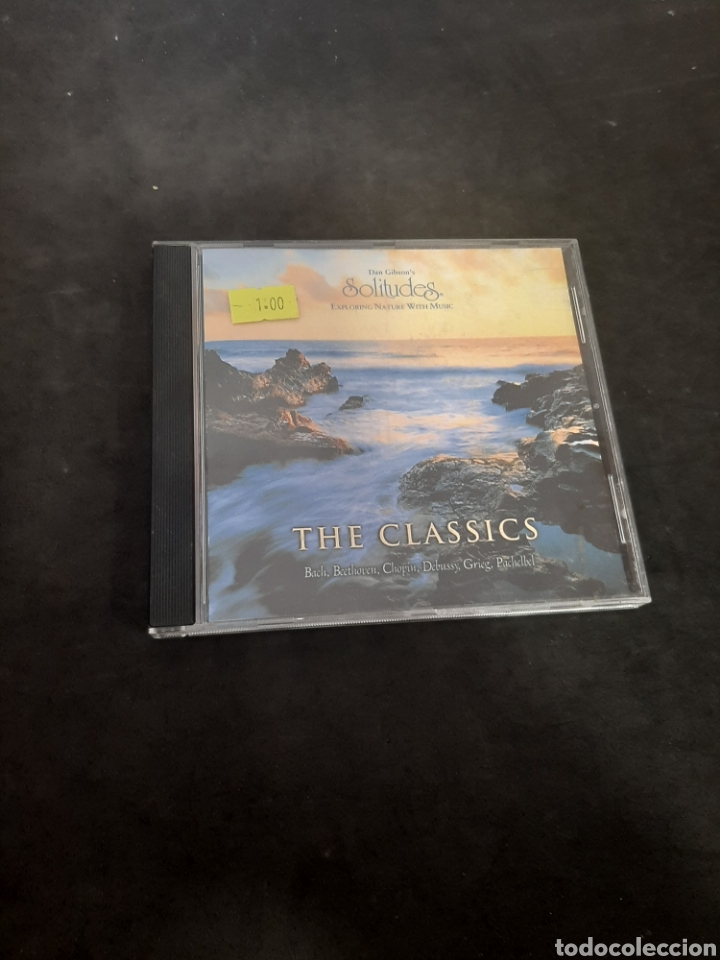 Dan Gibson's
Solitudes®
EXPLORING NATURE WITH MUSIC
1.00
THE CLASSICS
Bach, Beethoven, Chopin, Debussy, Grieg, Pachelbel
todocoleccion